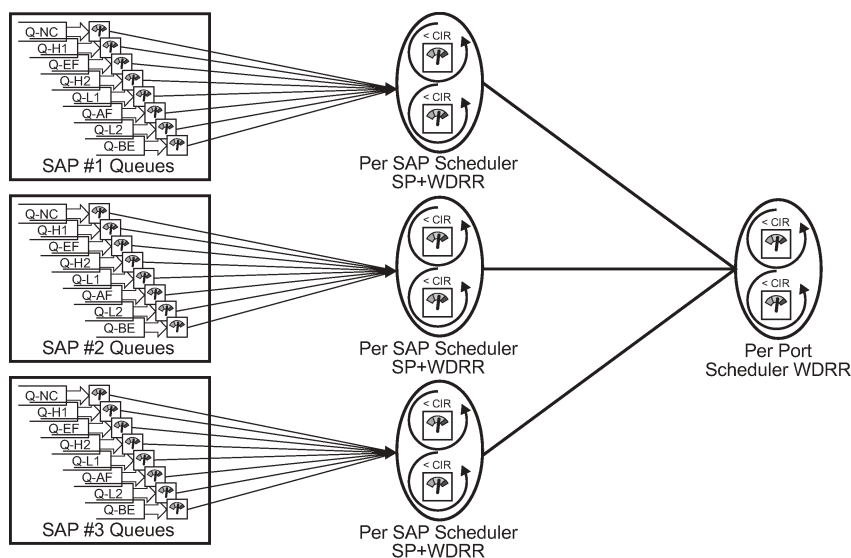 Q-NC
Q-H1
Q-EF
Q-H2
Q-L1
Q-AF
Q-L2
Q-BE
SAP #1 Queues
< CIR
< CIR
Per SAP Scheduler
SP+WDRR
Q-NC
Q-H1
Q-EF
Q-H2
Q-L1
Q-AF
Q-L2
Q-BE
SAP #2 Queues
< CIR
< CIR
Per SAP Scheduler
SP+WDRR
< CIR
< CIR
Per Port
Scheduler WDRR
Q-NC
Q-H1
Q-EF
Q-H2
Q-L1
Q-AF
Q-L2
Q-BE
SAP #3 Queues
< CIR
< CIR
Per SAP Scheduler
SP+WDRR